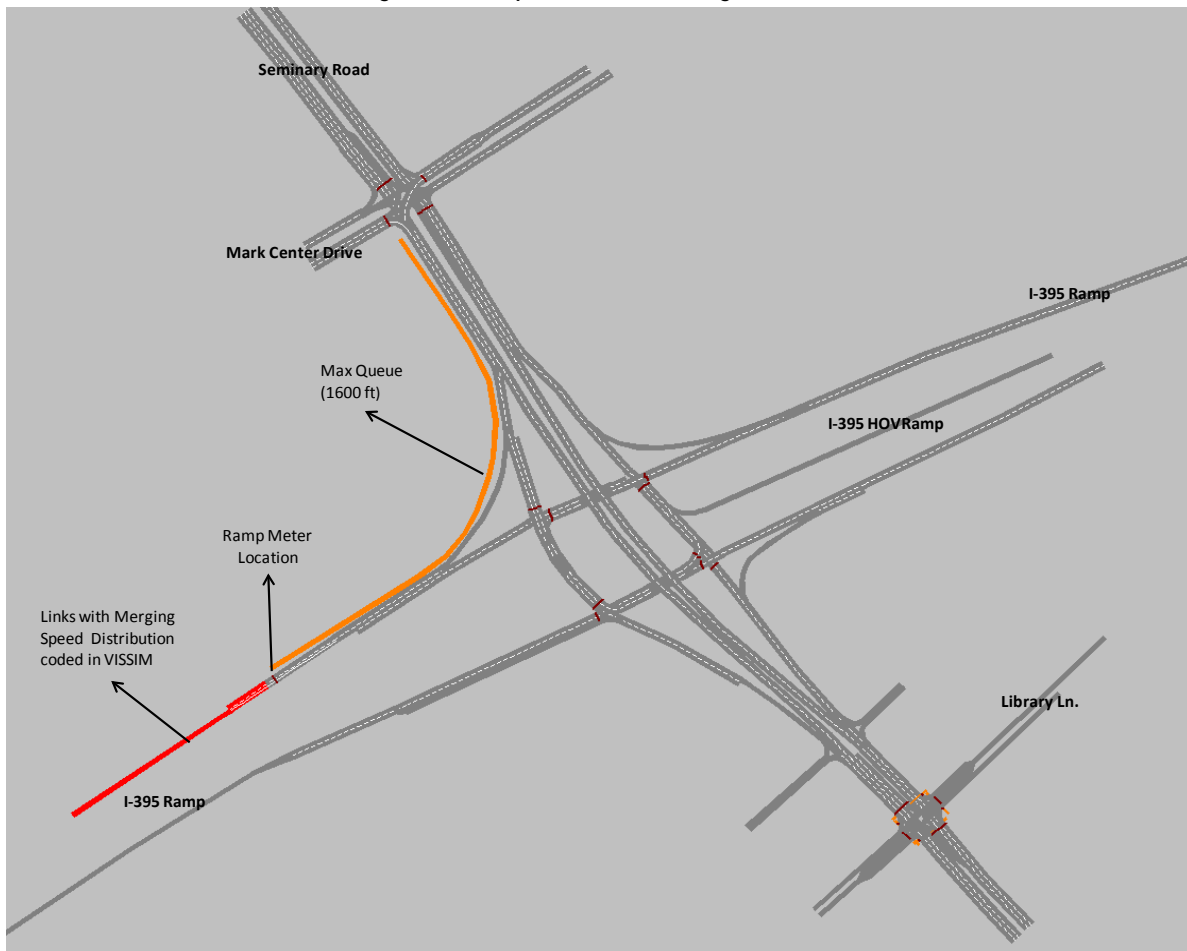 Seminary Road
Mark Center Drive
I-395 Ramp
Max Queue
(1600 ft)
I-395 HOVRamp
Ramp Meter
Location
Links with Merging
Speed Distribution
coded in VISSIM
Library Ln.
I-395 Ramp